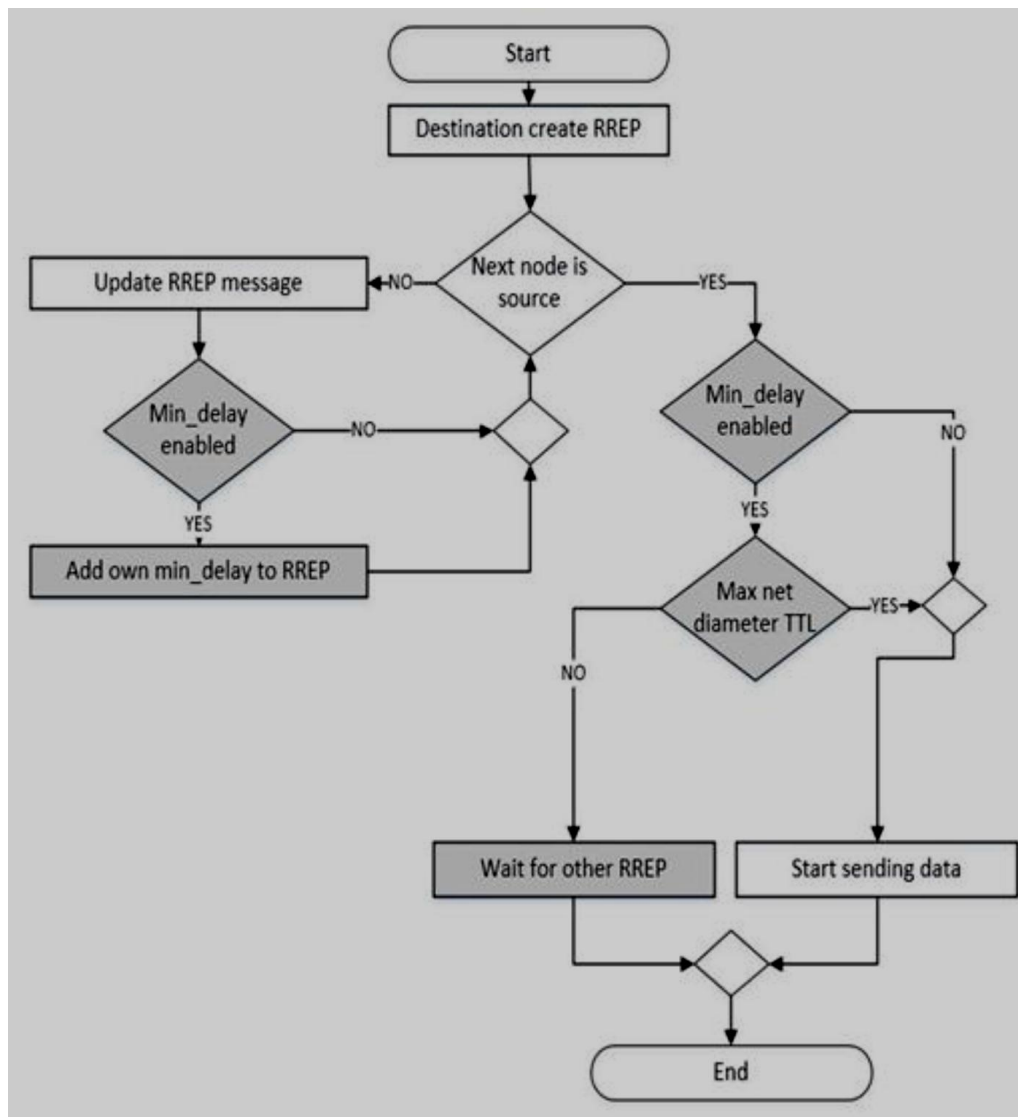 Start
Destination create RREP
Next node is
source
NO
YES
Update RREP message
Min_delay
enabled
NO
YES
Add own min_delay to RREP
Min_delay
enabled
NO
YES
Max net
diameter TTL
YES
NO
Wait for other RREP
Start sending data
End